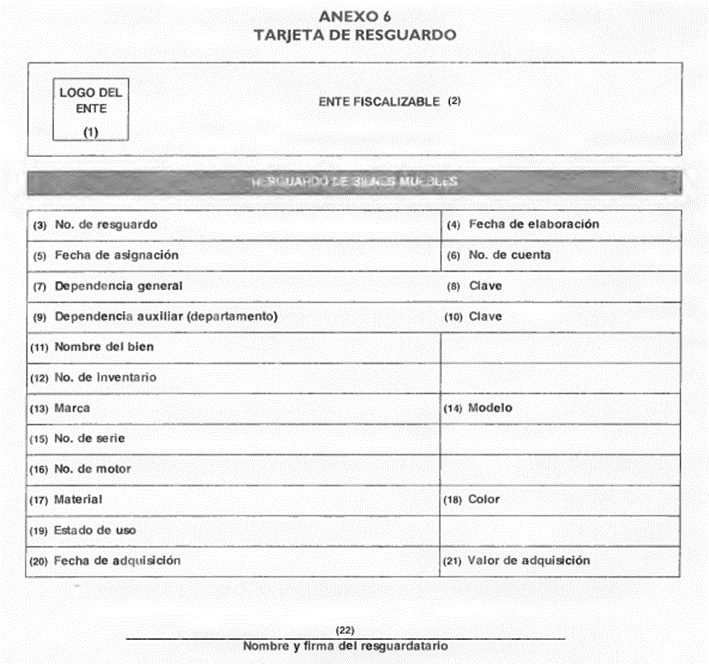 ANEXO 6
TARJETA DE RESGUARDO
LOGO DEL
ENTE
(1)
ENTE FISCALIZABLE (2)
RESGUARDO DE BIENES MUEBLES
(3) No. de resguardo
(4) Fecha de elaboración
(5) Fecha de asignación
(6) No. de cuenta
(7) Dependencia general
(8) Clave
(9) Dependencia auxiliar (departamento)
(10) Clave
(11) Nombre del bien
(12) No. de inventario
(13) Marca
(14) Modelo
(15) No. de serie
(16) No. de motor
(17) Material
(18) Color
(19) Estado de uso
(20) Fecha de adquisición
(21) Valor de adquisición
(22)
Nombre y firma del resguardatario